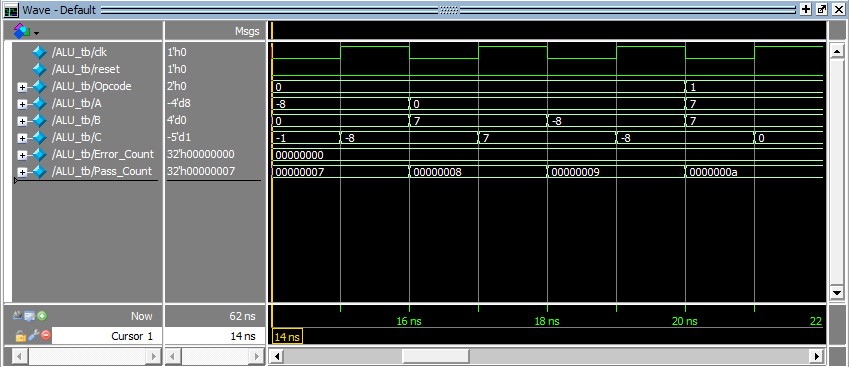 Wave - Default
Msgs
/ALU_tb/clk 1'h0
/ALU_tb/reset 1'h0
/ALU_tb/Opcode 2'h0 0 1
/ALU_tb/A -4'd8 -8 0 7
/ALU_tb/B 4'd0 0 7 -8 7
/ALU_tb/C -5'd1 -1 -8 7 -8 0
/ALU_tb/Error_Count 32'h00000000 00000000
/ALU_tb/Pass_Count 32'h00000007 00000007 00000008 00000009 0000000a
Now 62 ns 16 ns 18 ns 20 ns 22
Cursor 1 14 ns 14 ns